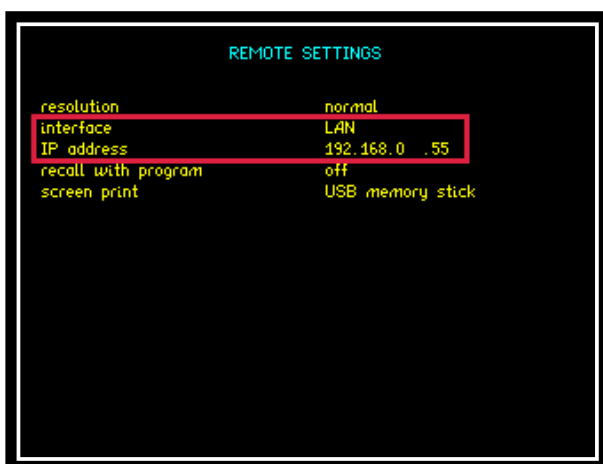 REMOTE SETTINGS
resolution normal
interface LAN
IP address 192.168.0 .55
recall with program off
screen print USB memory stick